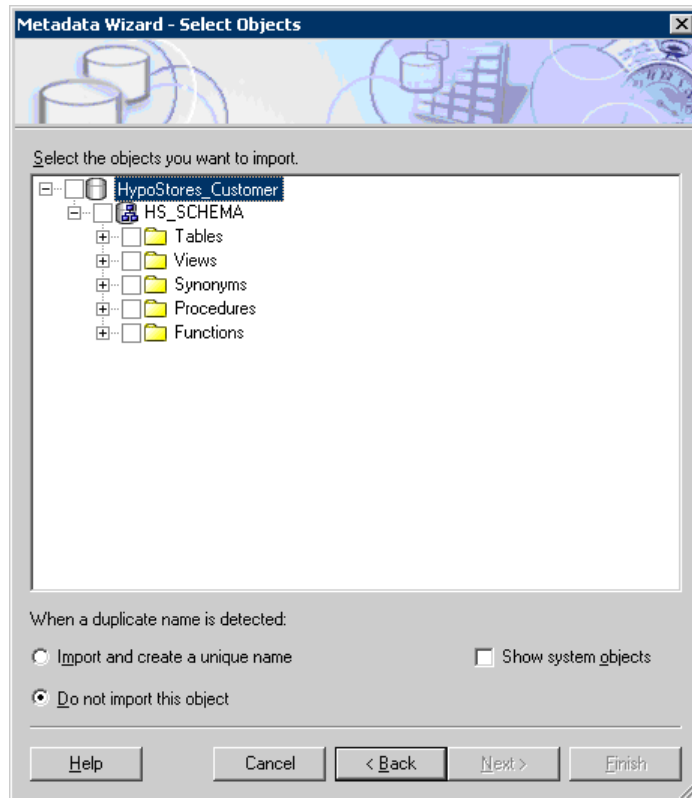 Metadata Wizard - Select Objects
Select the objects you want to import.
HypoStores_Customer
HS_SCHEMA
Tables
Views
Synonyms
Procedures
Functions
When a duplicate name is detected:
Import and create a unique name
Show system objects
Do not import this object
Help
Cancel
< Back
Next >
Finish